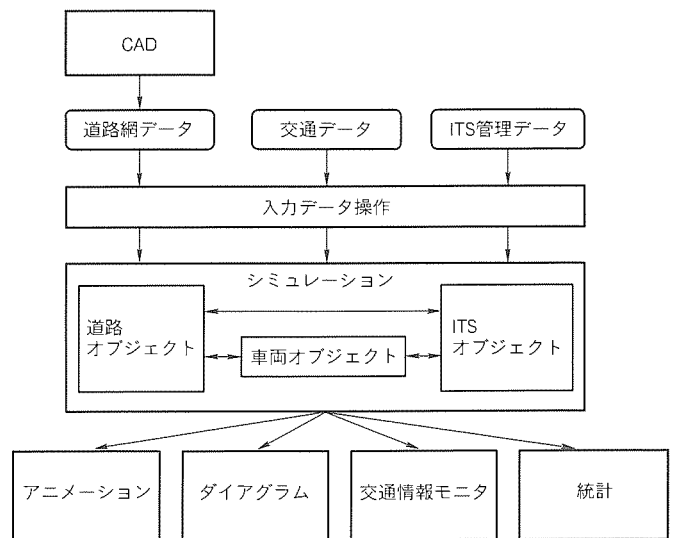 CAD
道路網データ
交通データ
ITS管理データ
入力データ操作
シミュレーション
道路
オブジェクト
車両オブジェクト
ITS
オブジェクト
アニメーション
ダイアグラム
交通情報モニタ
統計